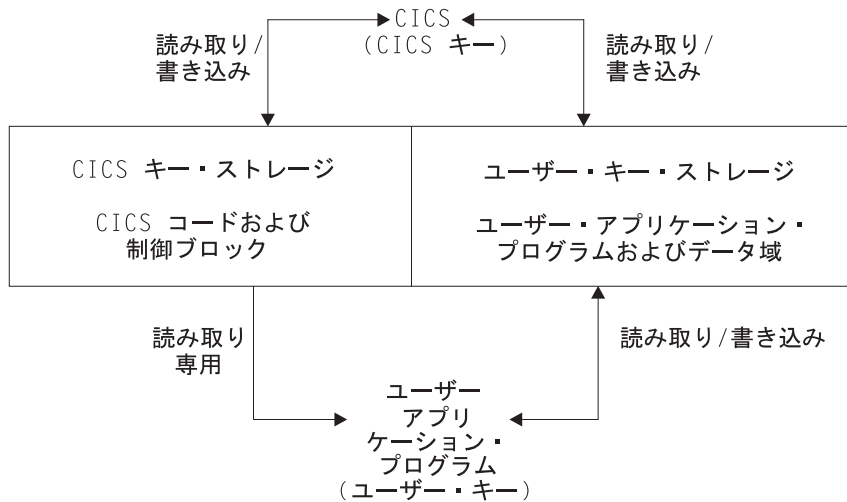 CICS
(CICS キー)
読み取り/
書き込み
読み取り/
書き込み
CICS キー・ストレージ
CICS コードおよび
制御ブロック
ユーザー・キー・ストレージ
ユーザー・アプリケーション・
プログラムおよびデータ域
読み取り
専用
読み取り/書き込み
ユーザー
アプリ
ケーション・
プログラム
(ユーザー・キー)